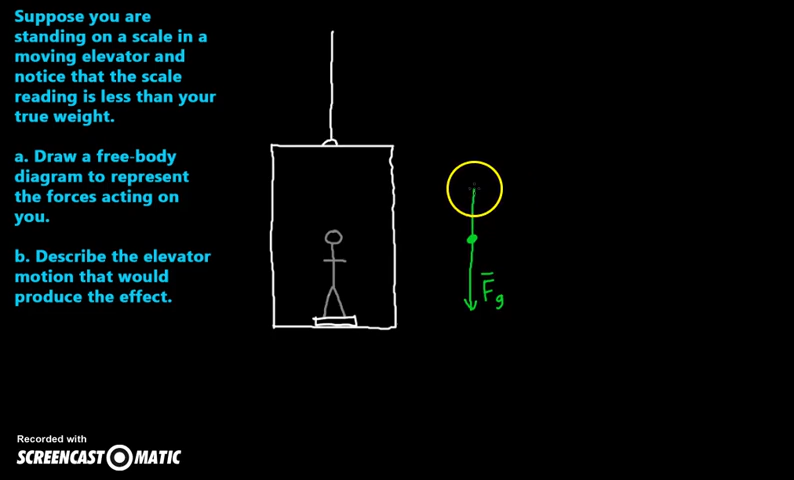 Suppose you are
standing on a scale in a
moving elevator and
notice that the scale
reading is less than your
true weight.
a. Draw a free-body
diagram to represent
the forces acting on
you.
b. Describe the elevator
motion that would
produce the effect.
F̅g
Recorded with
SCREENCAST MATIC